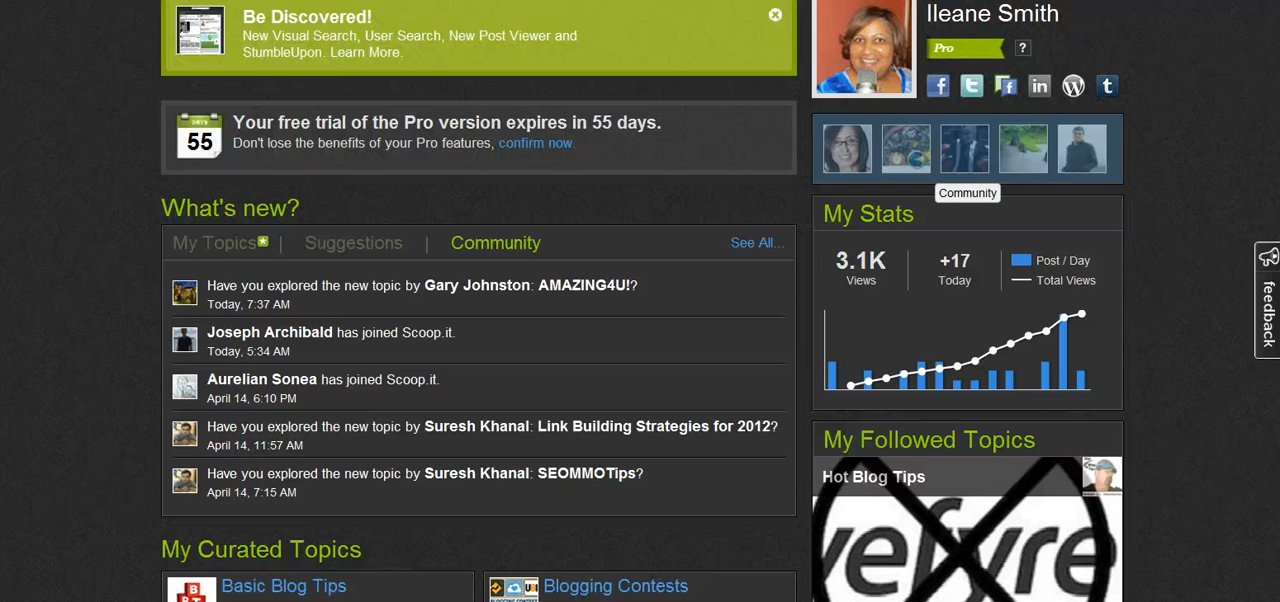 Be Discovered!
New Visual Search, User Search, New Post Viewer and
StumbleUpon. Learn More.
DAYS
55
Your free trial of the Pro version expires in 55 days.
Don't lose the benefits of your Pro features, confirm now.
What's new?
My Topics | Suggestions | Community
See All...
Have you explored the new topic by Gary Johnston: AMAZING4U!?
Today, 7:37 AM
Joseph Archibald has joined Scoop.it.
Today, 5:34 AM
Aurelian Sonea has joined Scoop.it.
April 14, 6:10 PM
Have you explored the new topic by Suresh Khanal: Link Building Strategies for 2012?
April 14, 11:57 AM
Have you explored the new topic by Suresh Khanal: SEOMMOTips?
April 14, 7:15 AM
My Curated Topics
Basic Blog Tips
Blogging Contests
Ileane Smith
Pro
?
Community
My Stats
3.1K
Views
+17
Today
Post / Day
Total Views
My Followed Topics
Hot Blog Tips
feedback